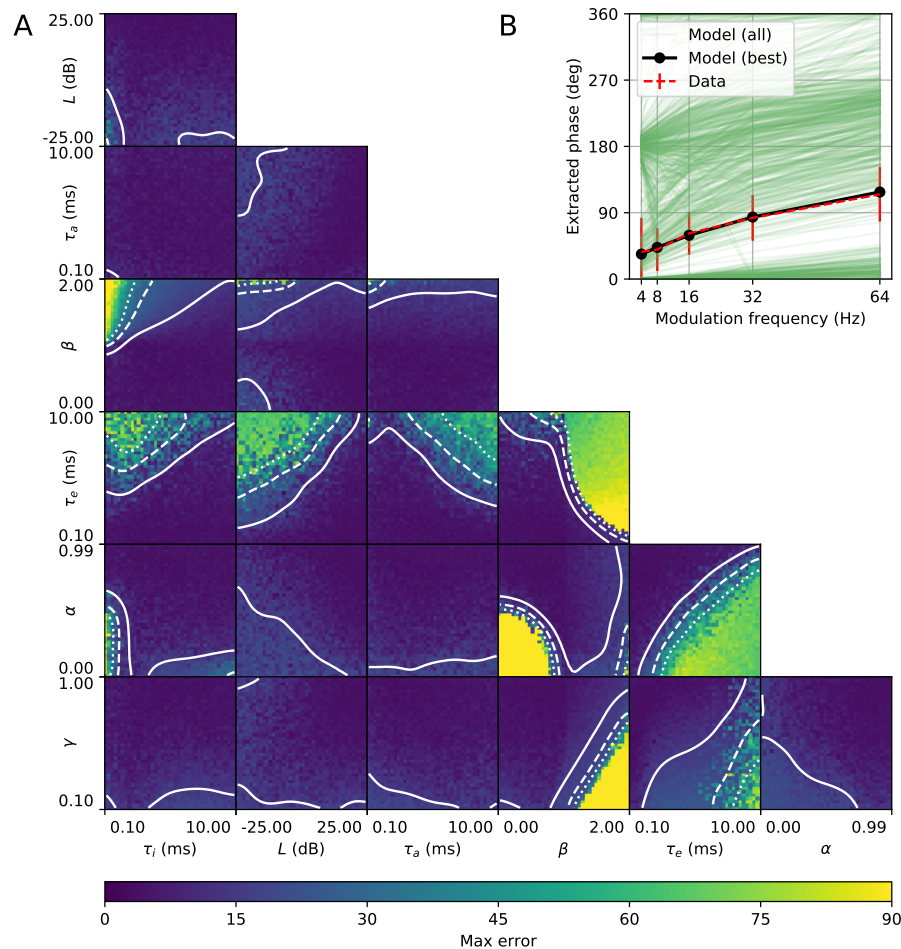 A
25.00
L (dB)
-25.00
10.00
τa (ms)
0.10
2.00
β
0.00
10.00
τe (ms)
0.10
0.99
α
0.00
1.00
γ
0.10
0.10 10.00
τi (ms)
-25.00 25.00
L (dB)
0.10 10.00
τa (ms)
0.00 2.00
β
0.10 10.00
τe (ms)
0.00 0.99
α
0 15 30 45 60 75 90
Max error
B
360
270
180
90
0
Extracted phase (deg)
Model (all)
Model (best)
Data
4 8 16 32 64
Modulation frequency (Hz)